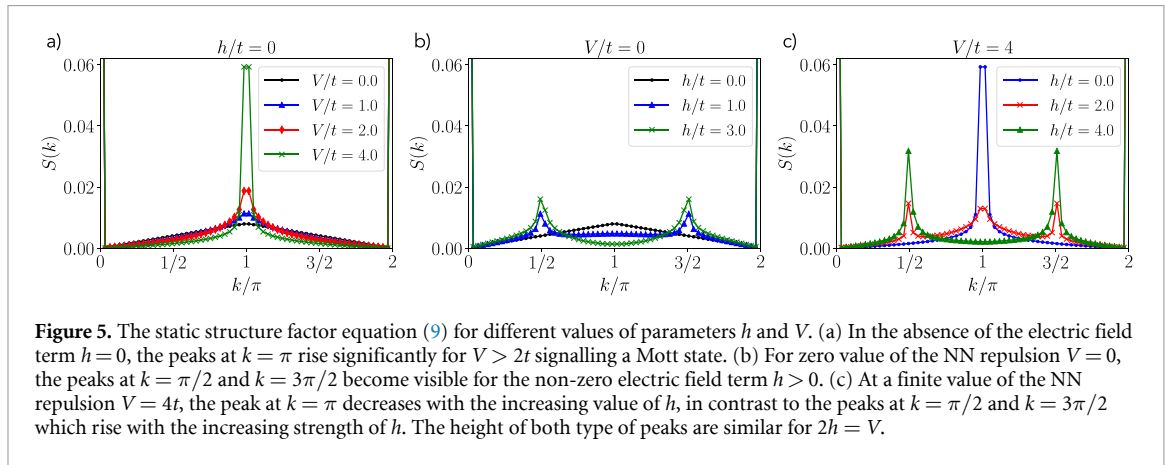 a)
h/t = 0
0.06
0.04
0.02
0.00
S(k)
0
1/2
1
3/2
2
k/π
V/t = 0.0
V/t = 1.0
V/t = 2.0
V/t = 4.0
b)
V/t = 0
0.06
0.04
0.02
0.00
S(k)
0
1/2
1
3/2
2
k/π
h/t = 0.0
h/t = 1.0
h/t = 3.0
c)
V/t = 4
0.06
0.04
0.02
0.00
S(k)
0
1/2
1
3/2
2
k/π
h/t = 0.0
h/t = 2.0
h/t = 4.0
Figure 5. The static structure factor equation (9) for different values of parameters h and V. (a) In the absence of the electric field
term h = 0, the peaks at k = π rise significantly for V > 2t signalling a Mott state. (b) For zero value of the NN repulsion V = 0,
the peaks at k = π/2 and k = 3π/2 become visible for the non-zero electric field term h > 0. (c) At a finite value of the NN
repulsion V = 4t, the peak at k = π decreases with the increasing value of h, in contrast to the peaks at k = π/2 and k = 3π/2
which rise with the increasing strength of h. The height of both type of peaks are similar for 2h = V.